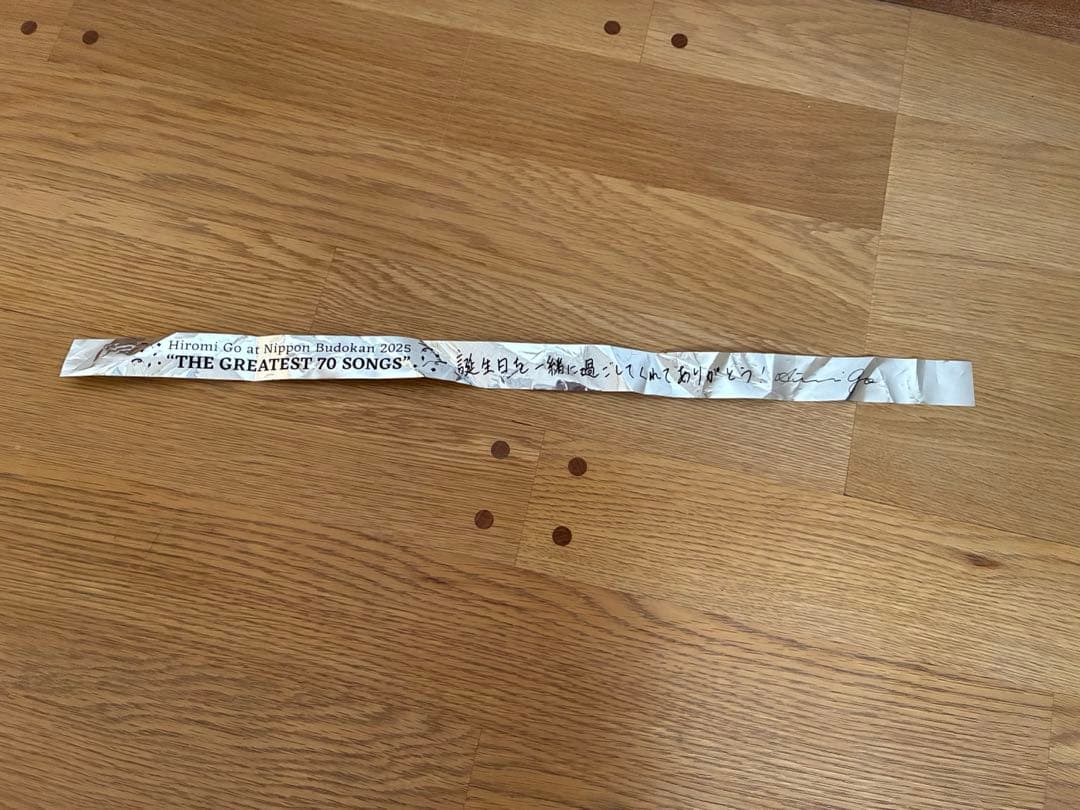 Hiromi Go at Nippon Budokan 2025
“THE GREATEST 70 SONGS”
誕生日を一緒に過ごしてくれてありがとう! Hiromi Go